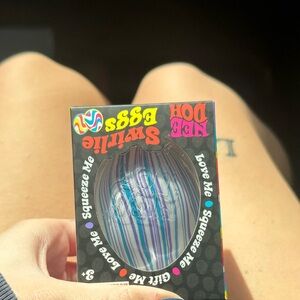 NEE
DOH
Swirlie
Eggs
Squeeze Me • Love Me • Gift Me • Squeeze Me • Love Me
3+